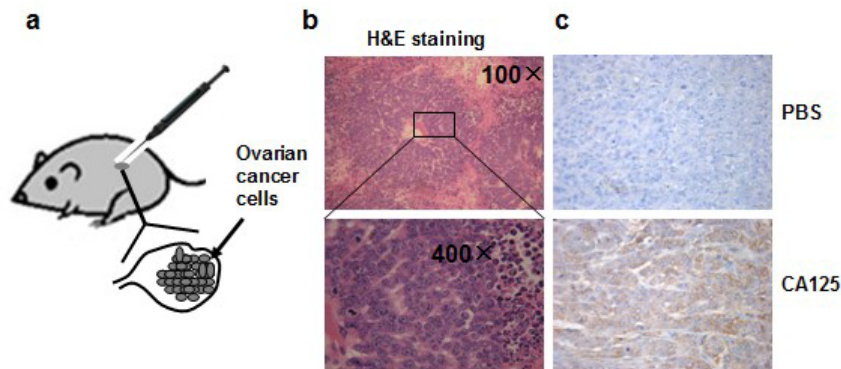 a
b
c
H&E staining
100×
PBS
Ovarian
cancer
cells
400×
CA125